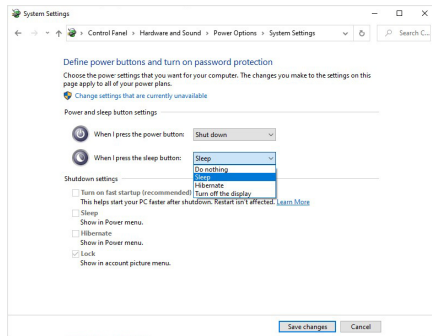 System Settings
Control Panel > Hardware and Sound > Power Options > System Settings
Search C...
Define power buttons and turn on password protection
Choose the power settings that you want for your computer. The changes you make to the settings on this
page apply to all of your power plans.
Change settings that are currently unavailable
Power and sleep button settings
When I press the power button: Shut down
When I press the sleep button: Sleep
Do nothing
Sleep
Hibernate
Turn off the display
Shutdown settings
Turn on fast startup (recommended)
This helps start your PC faster after shutdown. Restart isn't affected. Learn More
Sleep
Show in Power menu.
Hibernate
Show in Power menu.
Lock
Show in account picture menu.
Save changes Cancel